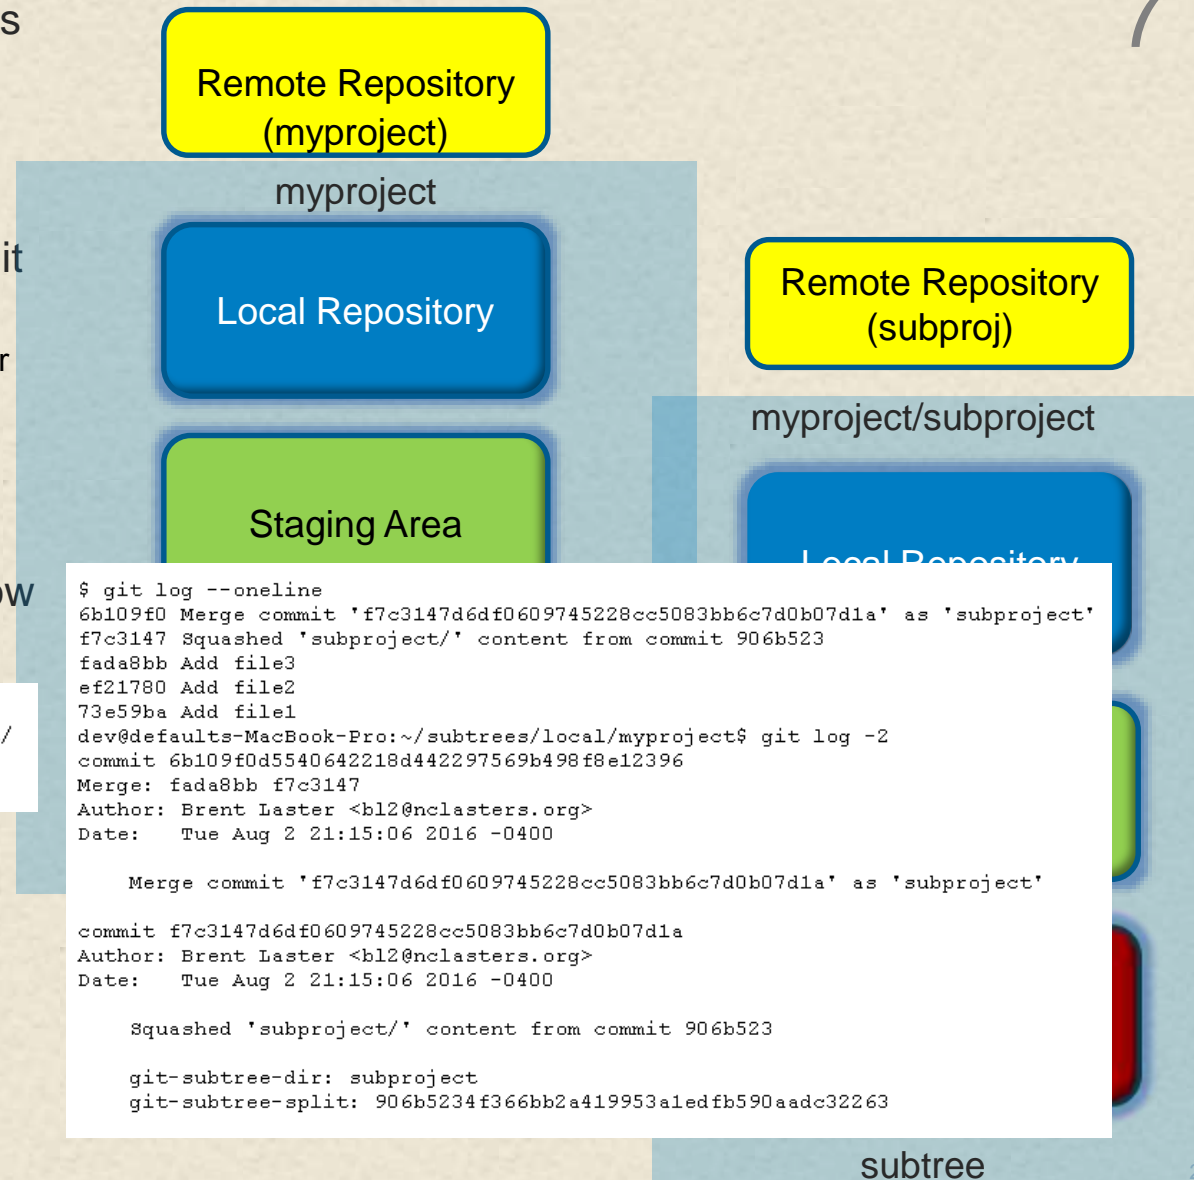 s
7
Remote Repository
(myproject)
myproject
it
Local Repository
Remote Repository
(subproj)
r
myproject/subproject
Staging Area
Local Repository
ow
/
$ git log --oneline
6b109f0 Merge commit 'f7c3147d6df0609745228cc5083bb6c7d0b07d1a' as 'subproject'
f7c3147 Squashed 'subproject/' content from commit 906b523
fada8bb Add file3
ef21780 Add file2
73e59ba Add file1
dev@defaults-MacBook-Pro:~/subtrees/local/myproject$ git log -2
commit 6b109f0d5540642218d442297569b498f8e12396
Merge: fada8bb f7c3147
Author: Brent Laster <bl2@nclasters.org>
Date:   Tue Aug 2 21:15:06 2016 -0400
    Merge commit 'f7c3147d6df0609745228cc5083bb6c7d0b07d1a' as 'subproject'
commit f7c3147d6df0609745228cc5083bb6c7d0b07d1a
Author: Brent Laster <bl2@nclasters.org>
Date:   Tue Aug 2 21:15:06 2016 -0400
    Squashed 'subproject/' content from commit 906b523
    git-subtree-dir: subproject
    git-subtree-split: 906b5234f366bb2a419953a1edfb590aadc32263
subtree